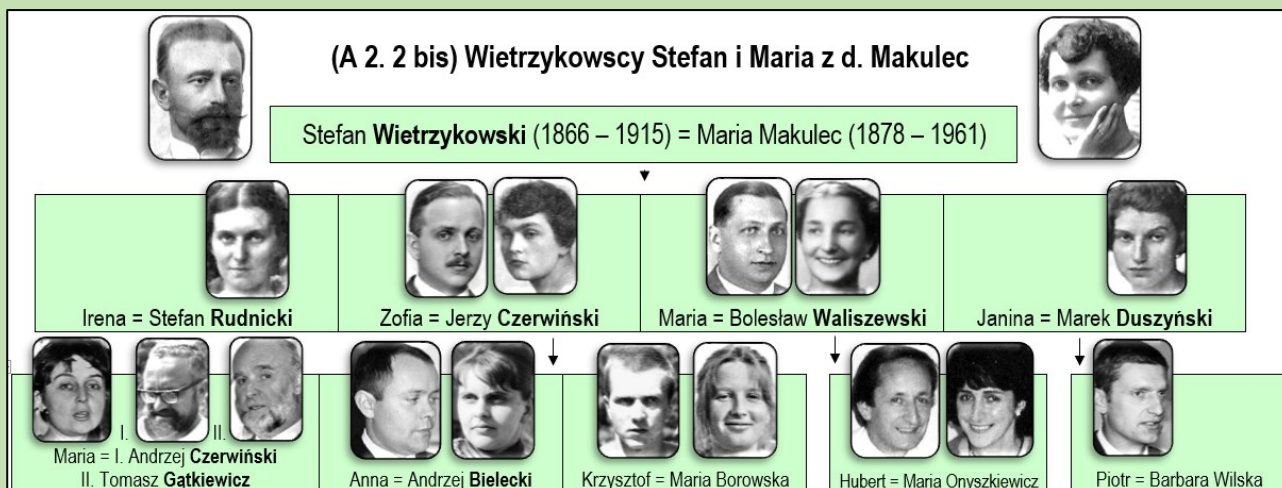 (A 2. 2 bis) Wietrzykowscy Stefan i Maria z d. Makulec
Stefan Wietrzykowski (1866 – 1915) = Maria Makulec (1878 – 1961)
Irena = Stefan Rudnicki
Zofia = Jerzy Czerwiński
Maria = Bolesław Waliszewski
Janina = Marek Duszyński
I. II.
Maria = I. Andrzej Czerwiński
II. Tomasz Gątkiewicz
Anna = Andrzej Bielecki
Krzysztof = Maria Borowska
Hubert = Maria Onyszkiewicz
Piotr = Barbara Wilska